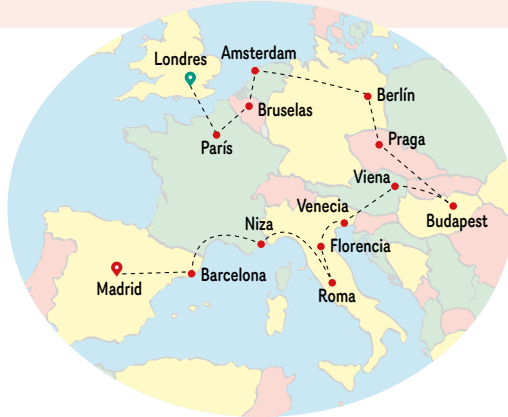 Londres
Amsterdam
Berlín
Bruselas
París
Praga
Viena
Venecia
Budapest
Niza
Florencia
Madrid
Barcelona
Roma